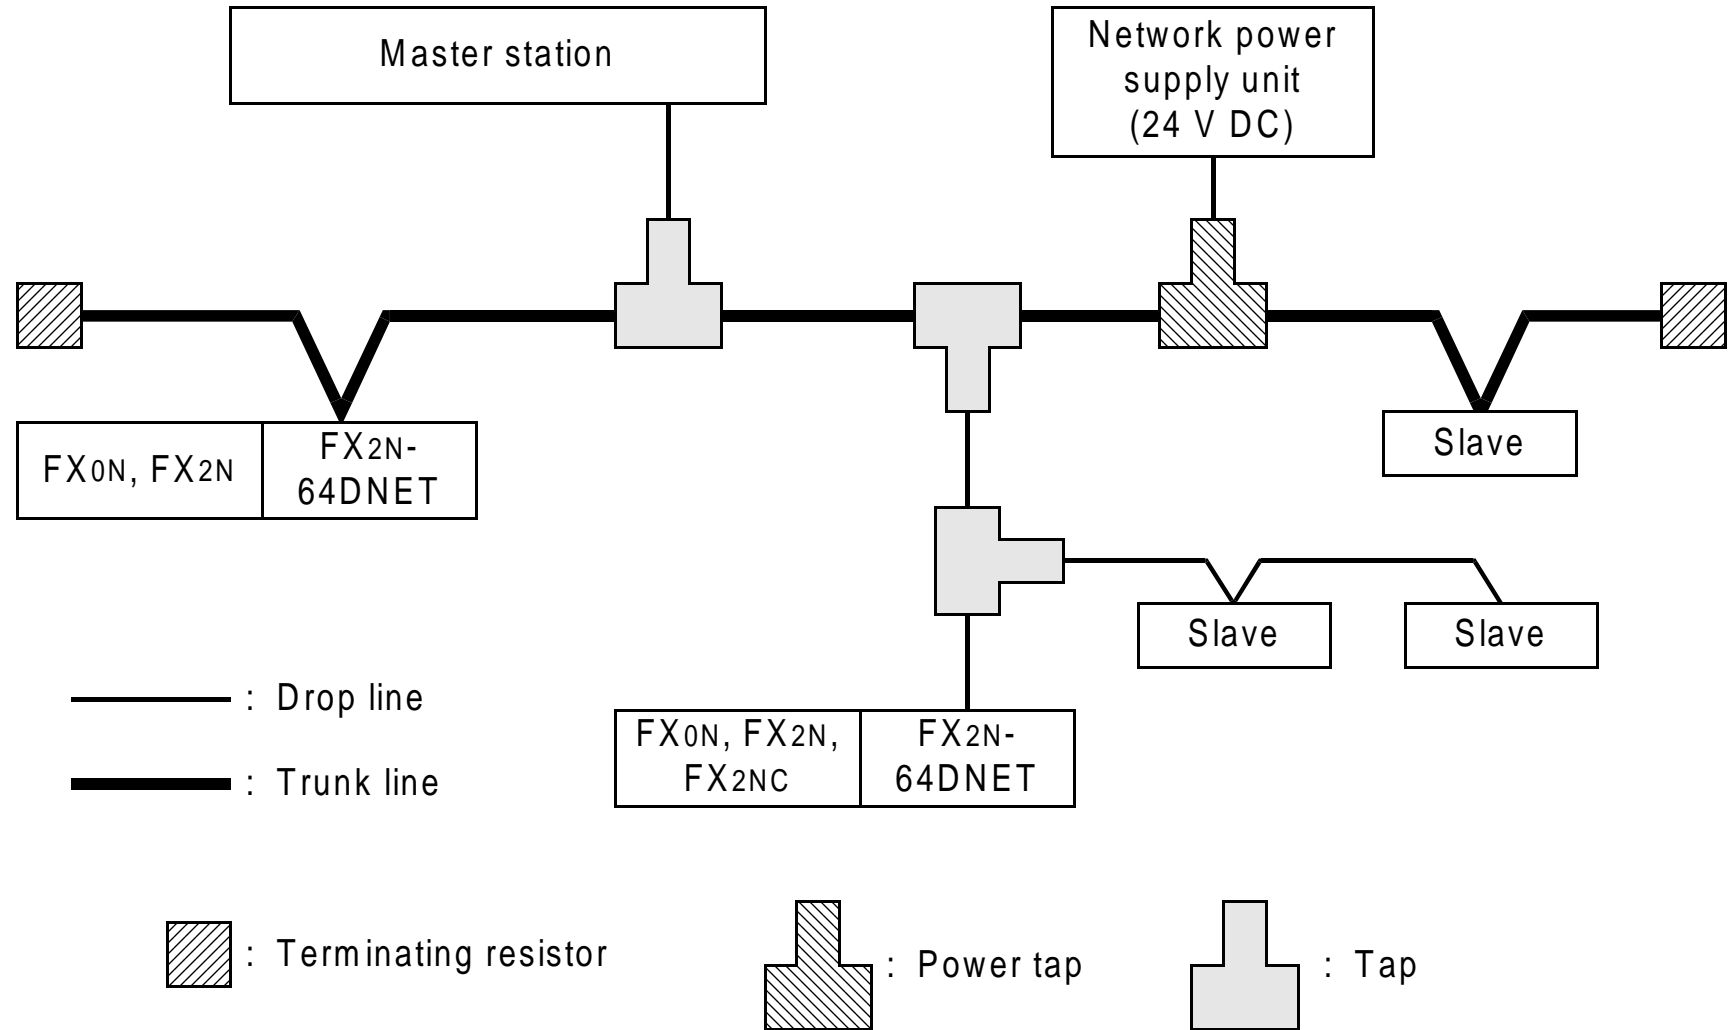 Master station
Network power
supply unit
(24 V DC)
FX0N, FX2N
FX2N-
64DNET
Slave
Slave
Slave
: Drop line
: Trunk line
FX0N, FX2N,
FX2NC
FX2N-
64DNET
: Terminating resistor
: Power tap
: Tap